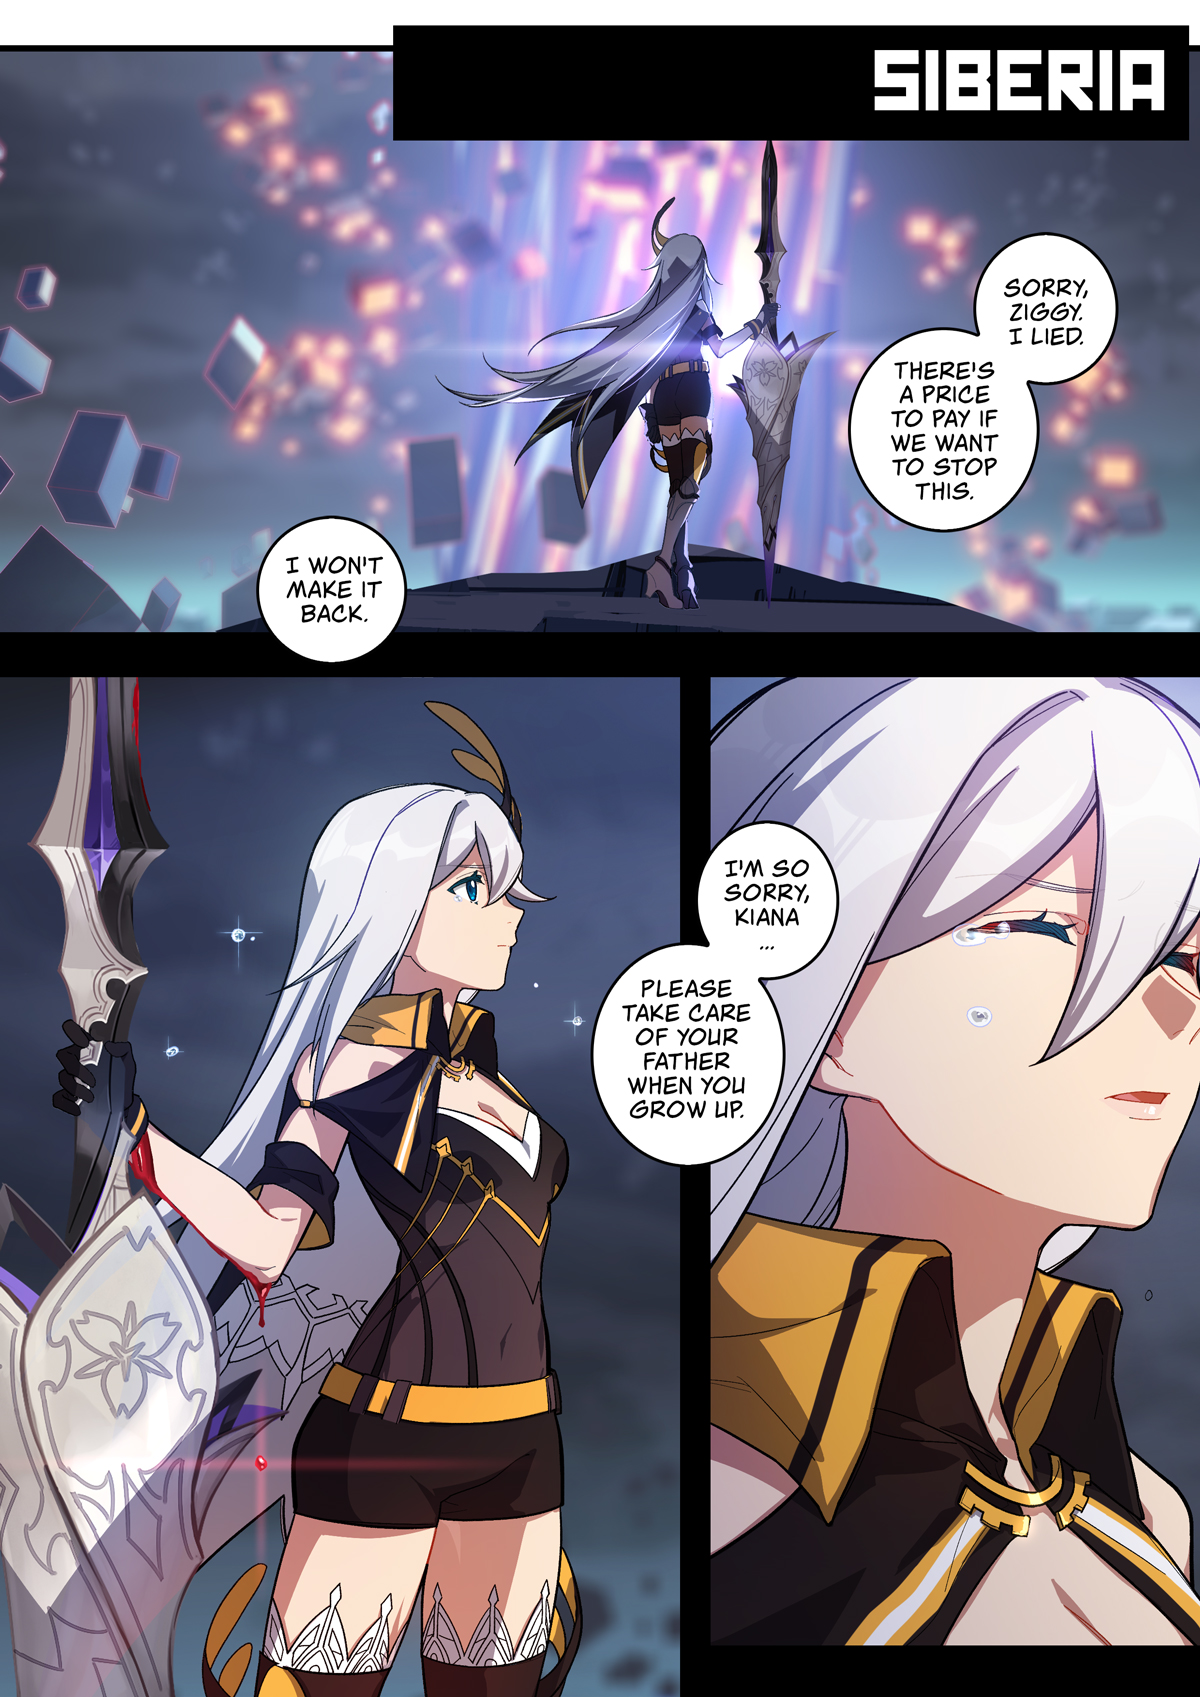 SIBERIA
SORRY,
ZIGGY.
I LIED.
THERE'S
A PRICE
TO PAY IF
WE WANT
TO STOP
THIS.
I WON'T
MAKE IT
BACK.
I'M SO
SORRY,
KIANA
...
PLEASE
TAKE CARE
OF YOUR
FATHER
WHEN YOU
GROW UP.